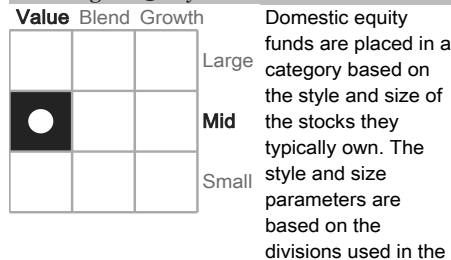 Value Blend Growth
Large
Mid
Small
Domestic equity
funds are placed in a
category based on
the style and size of
the stocks they
typically own. The
style and size
parameters are
based on the
divisions used in the